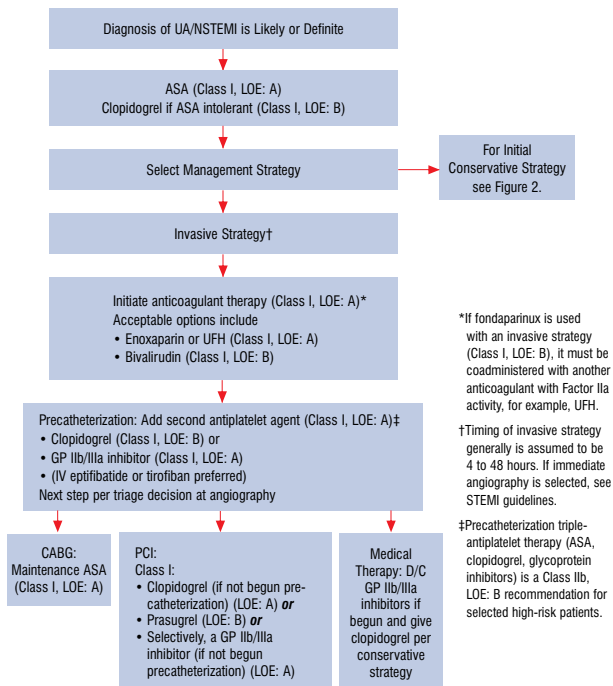 Diagnosis of UA/NSTEMI is Likely or Definite
ASA (Class I, LOE: A)
Clopidogrel if ASA intolerant (Class I, LOE: B)
Select Management Strategy
For Initial
Conservative Strategy
see Figure 2.
Invasive Strategy†
Initiate anticoagulant therapy (Class I, LOE: A)*
Acceptable options include
• Enoxaparin or UFH (Class I, LOE: A)
• Bivalirudin (Class I, LOE: B)
Precatheterization: Add second antiplatelet agent (Class I, LOE: A)‡
• Clopidogrel (Class I, LOE: B) or
• GP IIb/IIIa inhibitor (Class I, LOE: A)
• (IV eptifibatide or tirofiban preferred)
Next step per triage decision at angiography
CABG:
Maintenance ASA
(Class I, LOE: A)
PCI:
Class I:
• Clopidogrel (if not begun pre-
catheterization) (LOE: A) or
• Prasugrel (LOE: B) or
• Selectively, a GP IIb/IIIa
inhibitor (if not begun
precatheterization) (LOE: A)
Medical
Therapy: D/C
GP IIb/IIIa
inhibitors if
begun and give
clopidogrel per
conservative
strategy
*If fondaparinux is used
with an invasive strategy
(Class I, LOE: B), it must be
coadministered with another
anticoagulant with Factor IIa
activity, for example, UFH.
†Timing of invasive strategy
generally is assumed to be
4 to 48 hours. If immediate
angiography is selected, see
STEMI guidelines.
‡Precatheterization triple-
antiplatelet therapy (ASA,
clopidogrel, glycoprotein
inhibitors) is a Class IIb,
LOE: B recommendation for
selected high-risk patients.